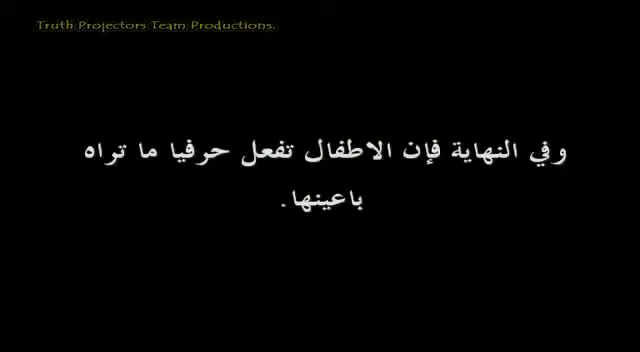 Truth Projectors Team Productions.
وفي النهاية فإن الاطفال تفعل حرفيا ما تراه
باعينها.